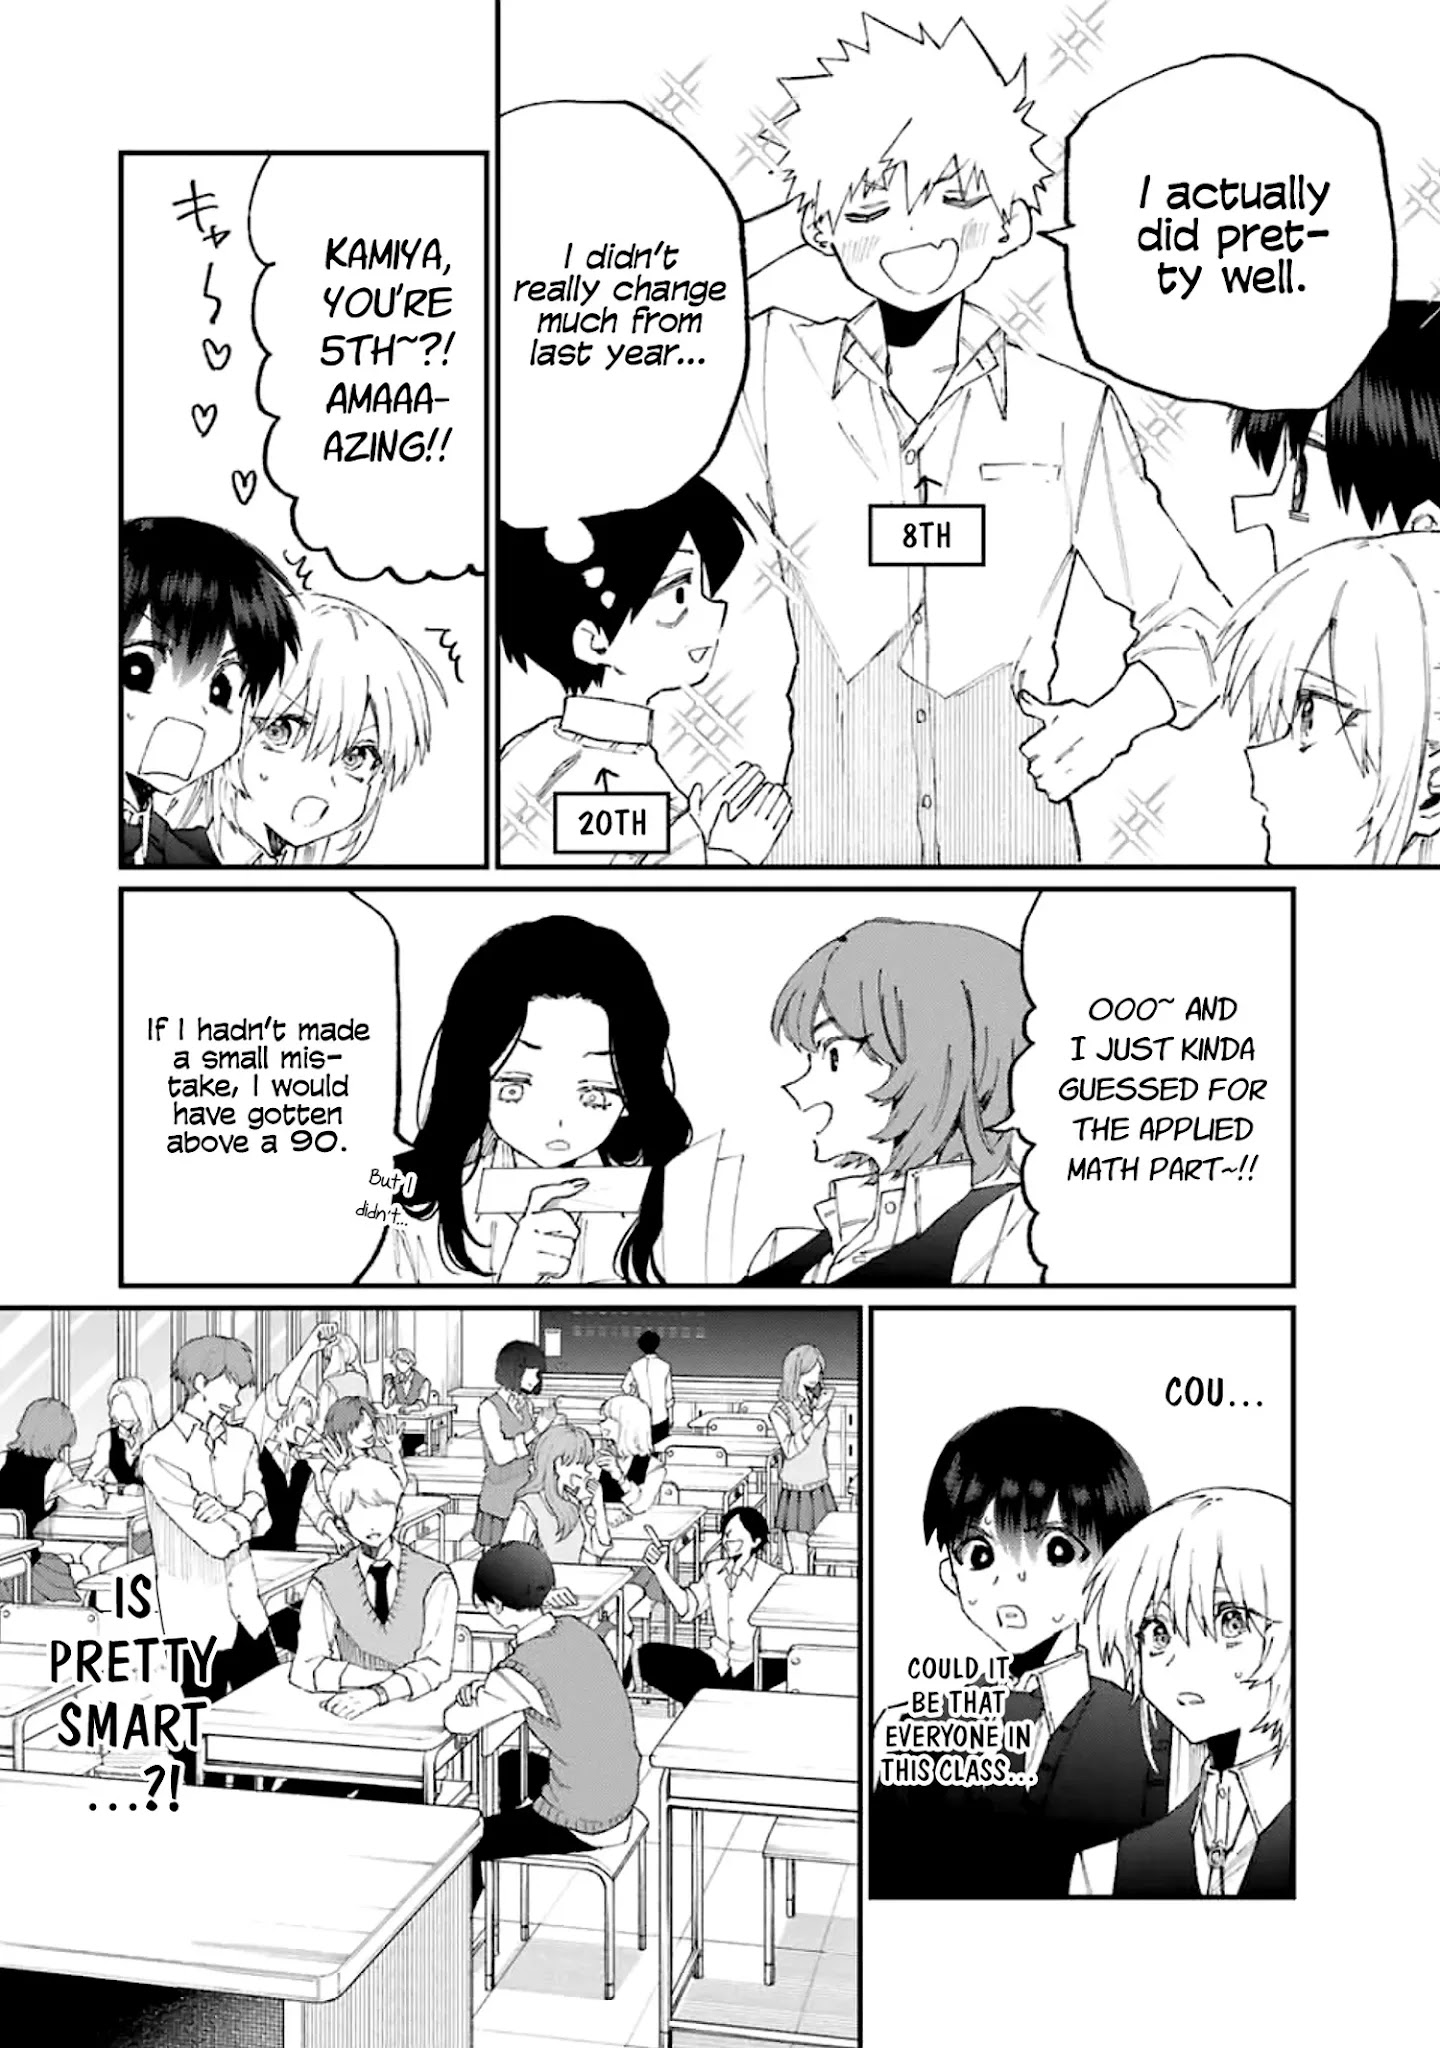 I actually
did pret-
ty well.
8TH
I didn't
really change
much from
last year...
20TH
KAMIYA,
YOU'RE
5TH~?!
AMAAA-
AZING!!
キャ〜♡♡♡
OOO~ AND
I JUST KINDA
GUESSED FOR
THE APPLIED
MATH PART~!!
If I hadn't made
a small mis-
take, I would
have gotten
above a 90.
But I
didn't...
COU...
COULD IT
BE THAT
EVERYONE IN
THIS CLASS...
IS
PRETTY
SMART
...?!